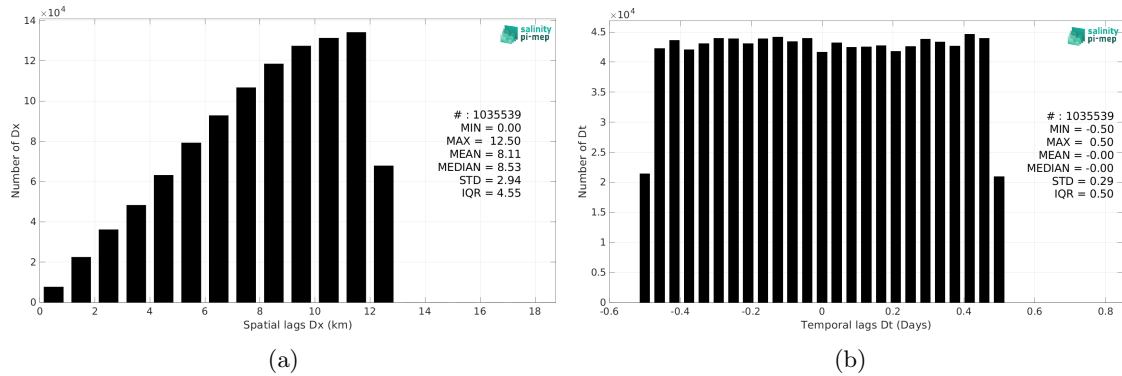 ×10⁴
14
12
10
8
6
4
2
0
Number of Dx
salinity
pi-mep
# : 1035539
MIN = 0.00
MAX = 12.50
MEAN = 8.11
MEDIAN = 8.53
STD = 2.94
IQR = 4.55
0 2 4 6 8 10 12 14 16 18
Spatial lags Dx (km)
(a)
×10⁴
4.5
4
3.5
3
2.5
2
1.5
1
0.5
0
Number of Dt
salinity
pi-mep
# : 1035539
MIN = -0.50
MAX = 0.50
MEAN = -0.00
MEDIAN = -0.00
STD = 0.29
IQR = 0.50
-0.6 -0.4 -0.2 0 0.2 0.4 0.6 0.8
Temporal lags Dt (Days)
(b)